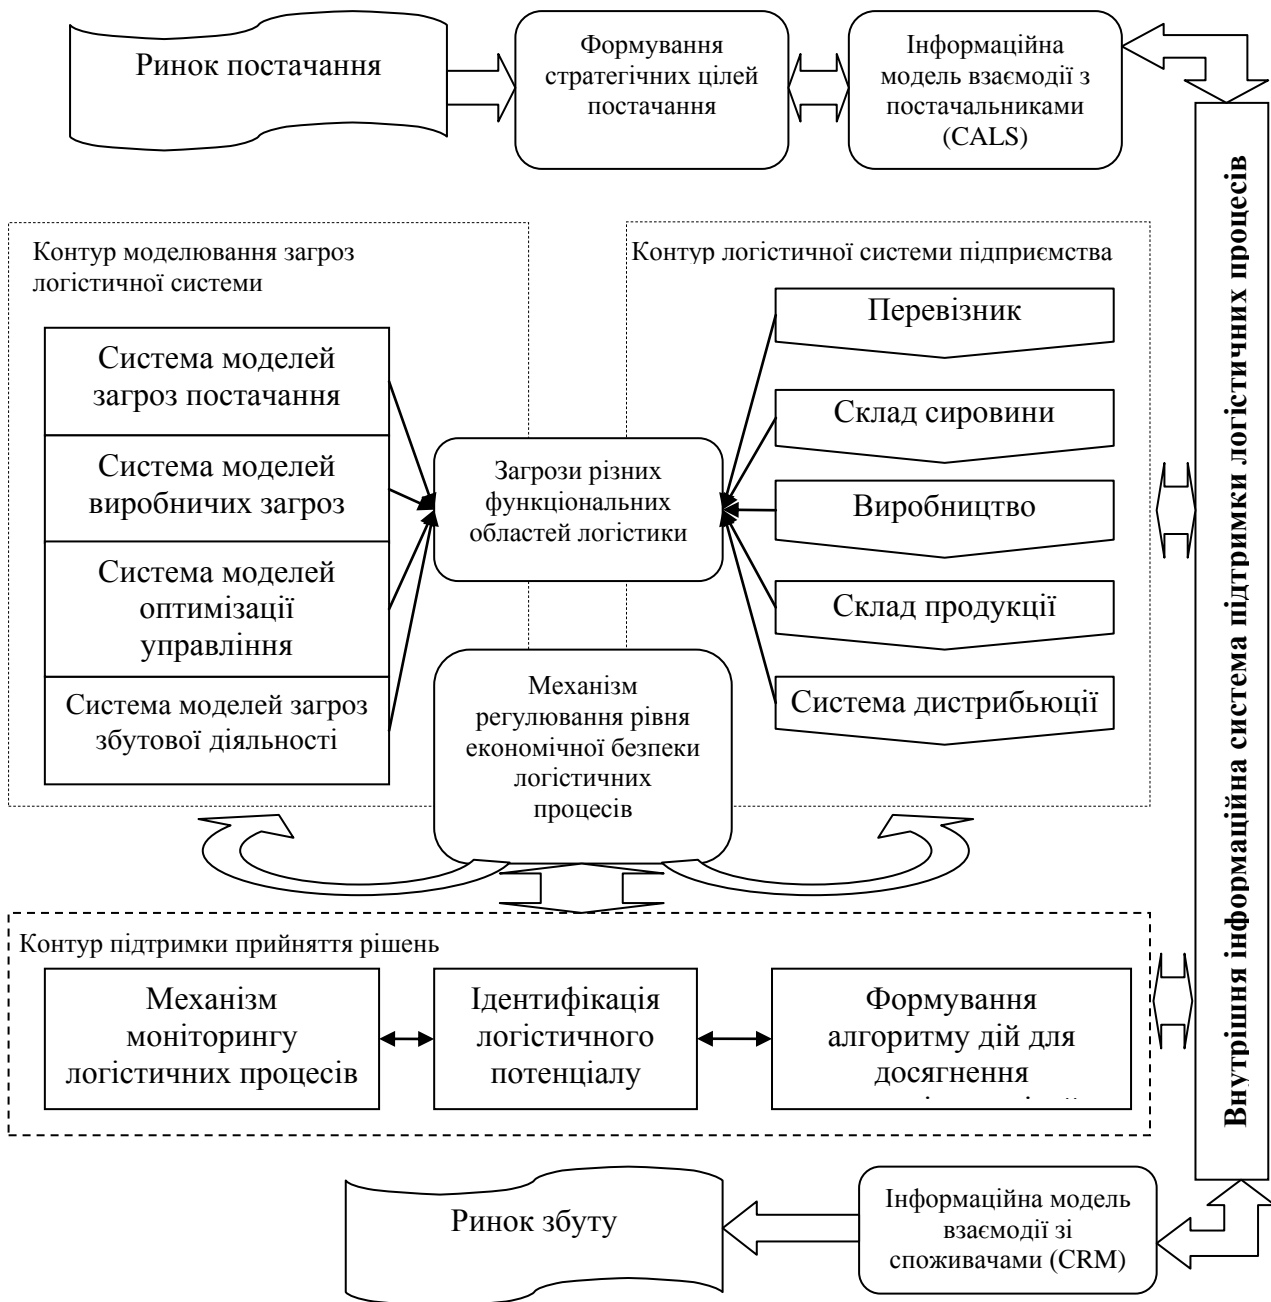 Ринок постачання
Формування
стратегічних цілей
постачання
Інформаційна
модель взаємодії з
постачальниками
(CALS)
Внутрішня інформаційна система підтримки логістичних процесів
Контур моделювання загроз
логістичної системи
Контур логістичної системи підприємства
Система моделей
загроз постачання
Система моделей
виробничих загроз
Система моделей
оптимізації
управління
Система моделей загроз
збутової діяльності
Загрози різних
функціональних
областей логістики
Перевізник
Склад сировини
Виробництво
Склад продукції
Система дистрибьюції
Механізм
регулювання рівня
економічної безпеки
логістичних
процесів
Контур підтримки прийняття рішень
Механізм
моніторингу
логістичних процесів
Ідентифікація
логістичного
потенціалу
Формування
алгоритму дій для
досягнення
Ринок збуту
Інформаційна модель
взаємодії зі
споживачами (CRM)